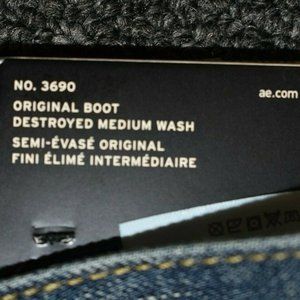 NO. 3690
ae.com
ORIGINAL BOOT
DESTROYED MEDIUM WASH
SEMI-ÉVASÉ ORIGINAL
FINI ÉLIMÉ INTERMÉDIAIRE